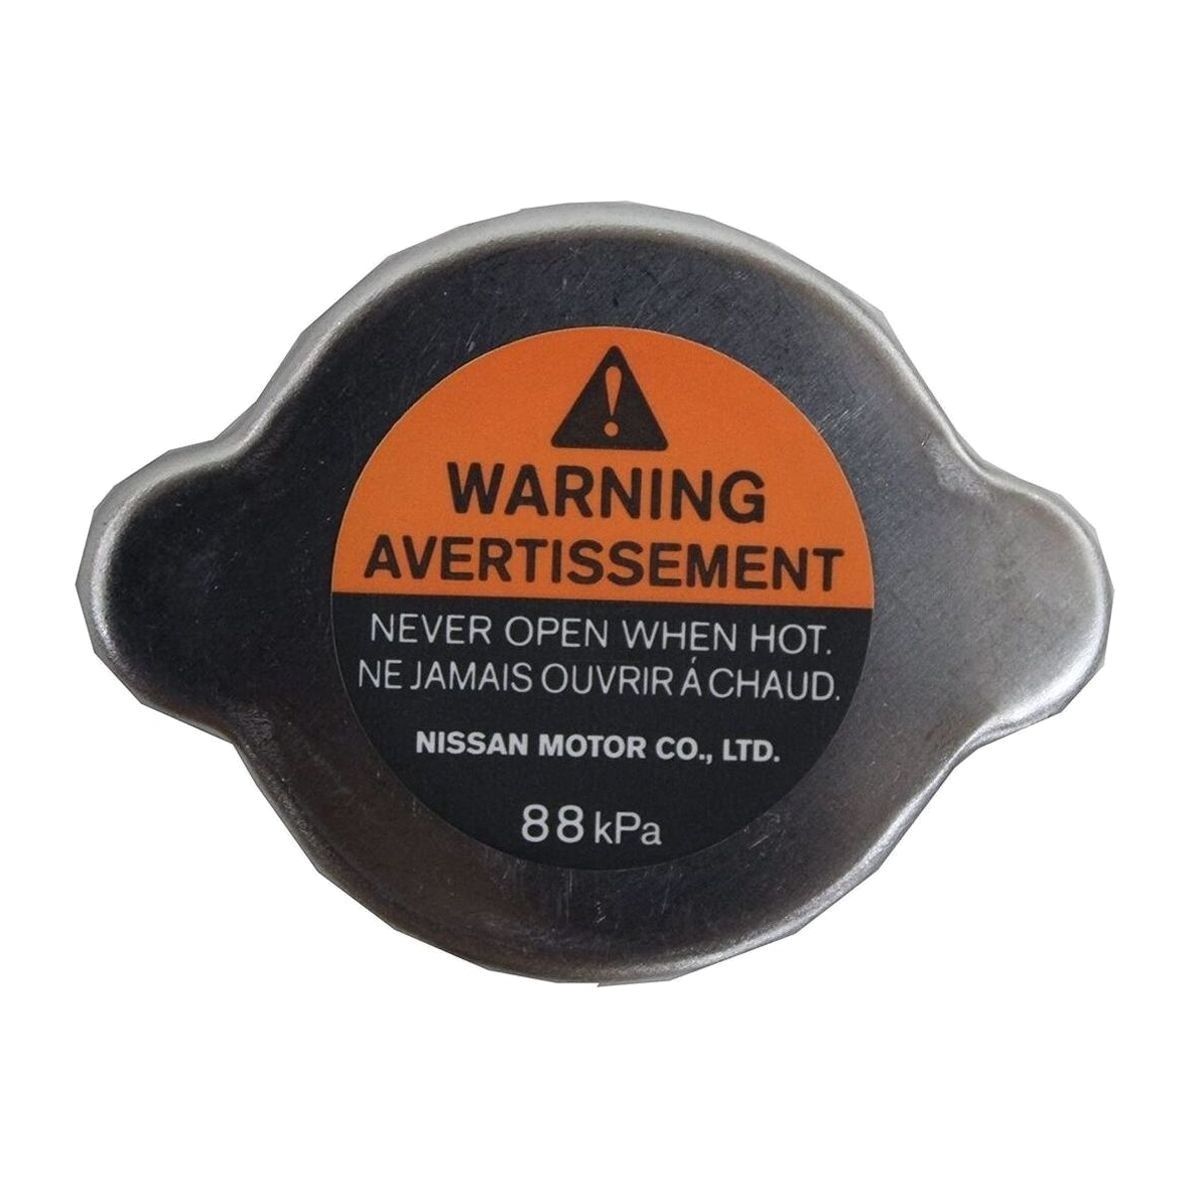 WARNING
AVERTISSEMENT
NEVER OPEN WHEN HOT.
NE JAMAIS OUVRIR Á CHAUD.
NISSAN MOTOR CO., LTD.
88 kPa